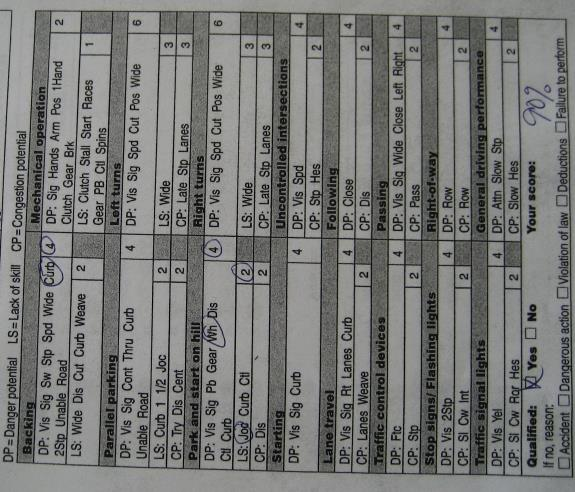 DP = Danger potential LS = Lack of skill CP = Congestion potential
Backing
DP: Vis Sig Sw Stp Spd Wide Curb 4
2Stp Unable Road
LS: Wide Dis Cut Curb Weave 2
Parallel parking
DP: Vis Sig Cont Thru Curb 4
Unable Road
LS: Curb 1 1/2 Joc 2
CP: Try Dis Cent 2
Park and start on hill
DP: Vis Sig Pb Gear Wh Dis 4
Ctl Curb
LS: Joc Curb Ctl 2
CP: Dis 2
Starting
DP: Vis Sig Curb 4
Lane travel
DP: Vis Sig Rt Lanes Curb 4
CP: Lanes Weave 2
Traffic control devices
DP: Ftc 4
CP: Stp 2
Stop signs/ Flashing lights
DP: Vis 2Stp 4
CP: Sl Cw Int 2
Traffic signal lights
DP: Vis Yel 4
CP: Sl Cw Rqr Hes 2
Mechanical operation
DP: Sig Hands Arm Pos 1Hand 2
Clutch Gear Brk
LS: Clutch Stall Start Races 1
Gear PB Ctl Spins
Left turns
DP: Vis Sig Spd Cut Pos Wide 6
LS: Wide 3
CP: Late Stp Lanes 3
Right turns
DP: Vis Sig Spd Cut Pos Wide 6
LS: Wide 3
CP: Late Stp Lanes 3
Uncontrolled intersections
DP: Vis Spd 4
CP: Stp Hes 2
Following
DP: Close 4
CP: Dis 2
Passing
DP: Vis Sig Wide Close Left Right 4
CP: Pass 2
Right-of-way
DP: Row 4
CP: Row 2
General driving performance
DP: Attn Slow Stp 4
CP: Slow Hes 2
Qualified: Yes No Your score: 90%
If no, reason:
Accident Dangerous action Violation of law Deductions Failure to perform